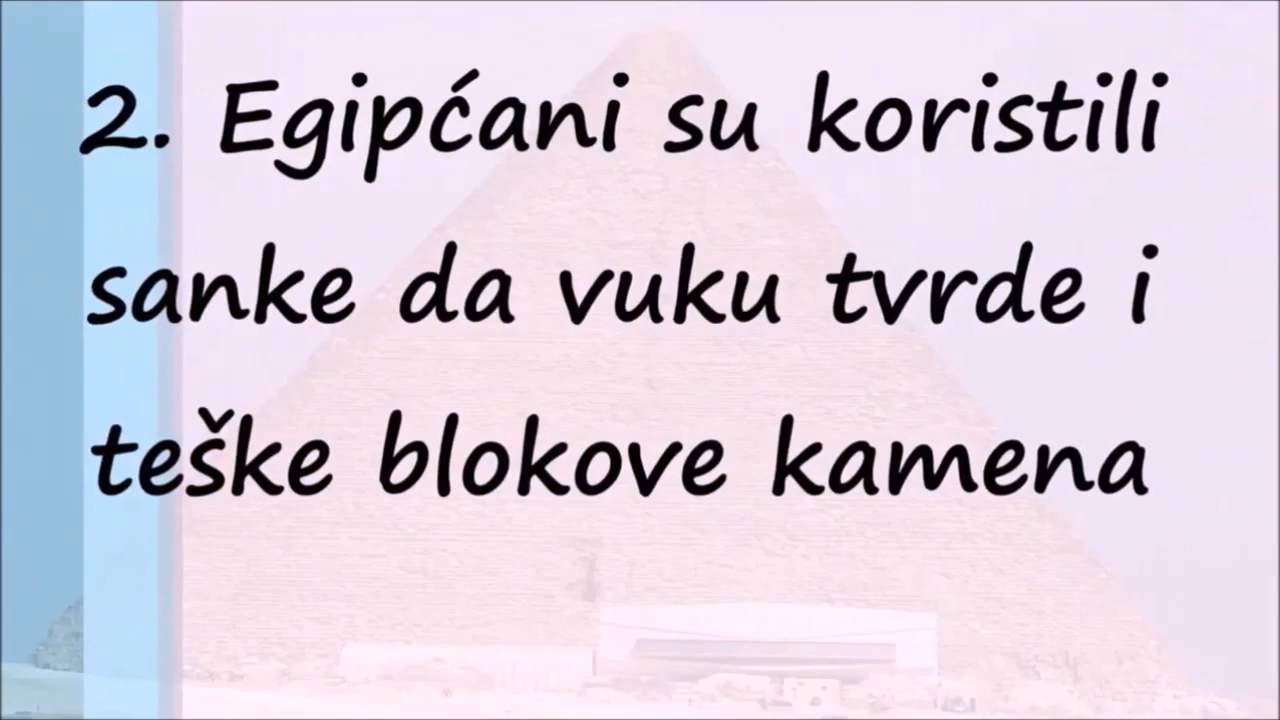 2. Egipćani su koristili
sanke da vuku tvrde i
teške blokove kamena